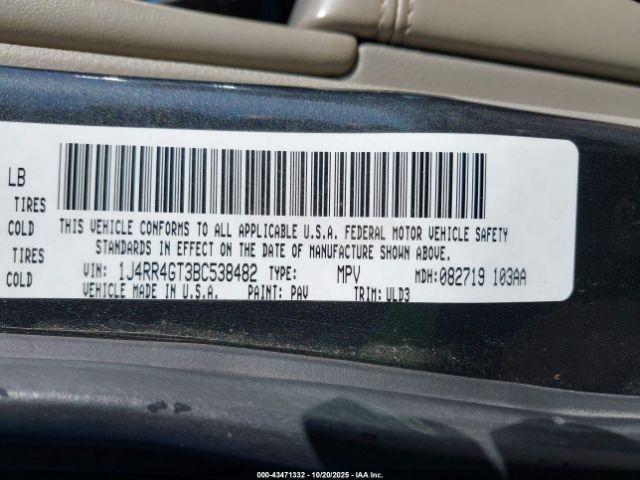 LB
TIRES
COLD
THIS VEHICLE CONFORMS TO ALL APPLICABLE U.S.A. FEDERAL MOTOR VEHICLE SAFETY
STANDARDS IN EFFECT ON THE DATE OF MANUFACTURE SHOWN ABOVE.
TIRES
COLD
VIN: 1J4RR4GT3BC538482 TYPE: MPV MDH:082719 103AA
VEHICLE MADE IN U.S.A. PAINT: PAV TRIM: VLD3
000-43471332 - 10/20/2025 - IAA Inc.